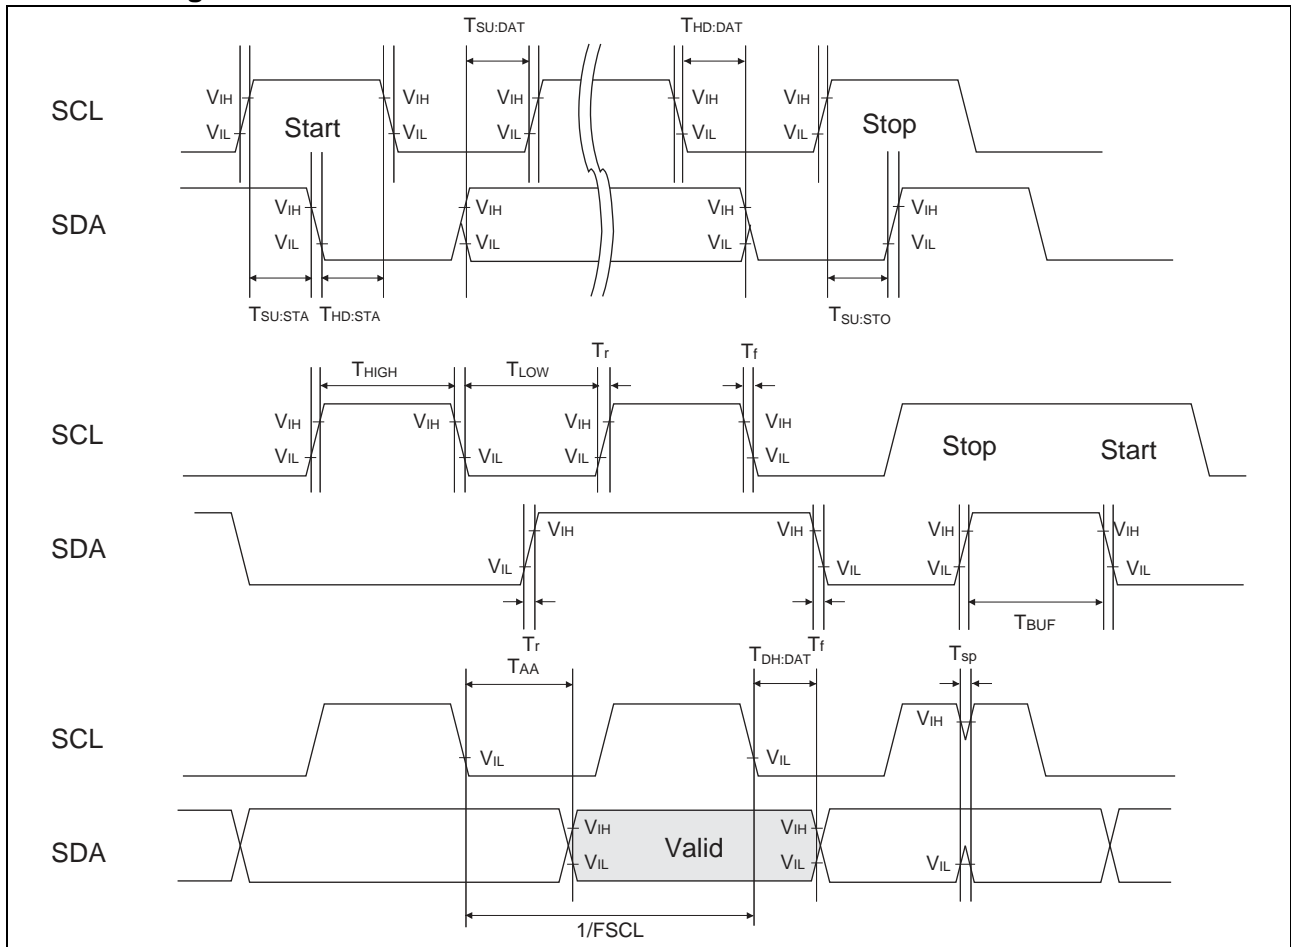 TSU:DAT THD:DAT
SCL VIH VIH VIH VIH VIH
VIL Start VIL VIL VIL VIL Stop
SDA VIH VIH VIH VIH
VIL VIL VIL VIL
TSU:STA THD:STA TSU:STO
THIGH TLOW Tr Tf
SCL VIH VIH VIH VIH
VIL VIL VIL VIL Stop Start
SDA VIH VIH VIH VIH
VIL VIL VIL VIL
Tr Tf TBUF
TAA TDH:DAT Tsp
SCL VIH
VIL VIL
SDA VIH VIH
VIL Valid VIL VIL
1/FSCL